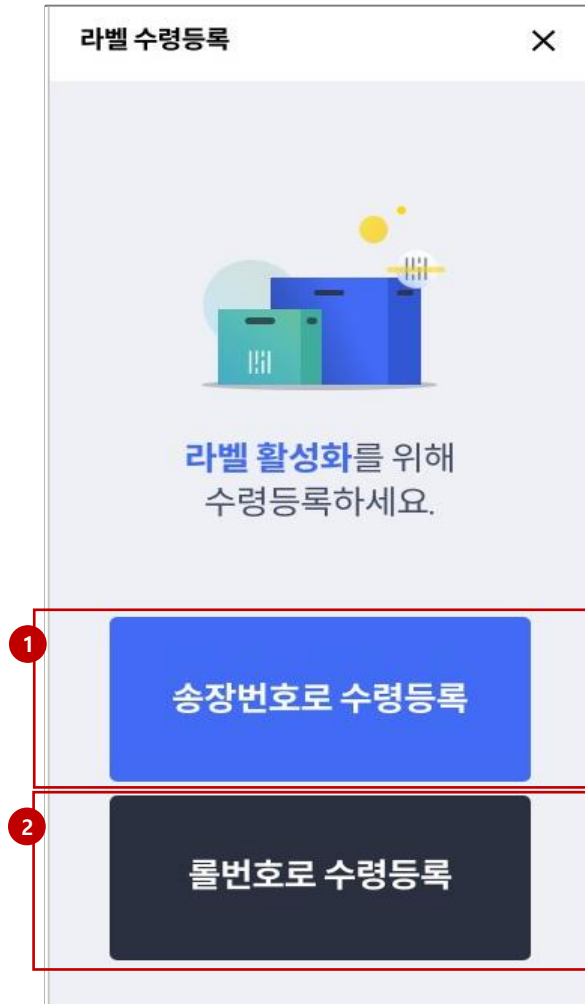 라벨 수령등록
라벨 활성화를 위해
수령등록하세요.
1
송장번호로 수령등록
2
롤번호로 수령등록